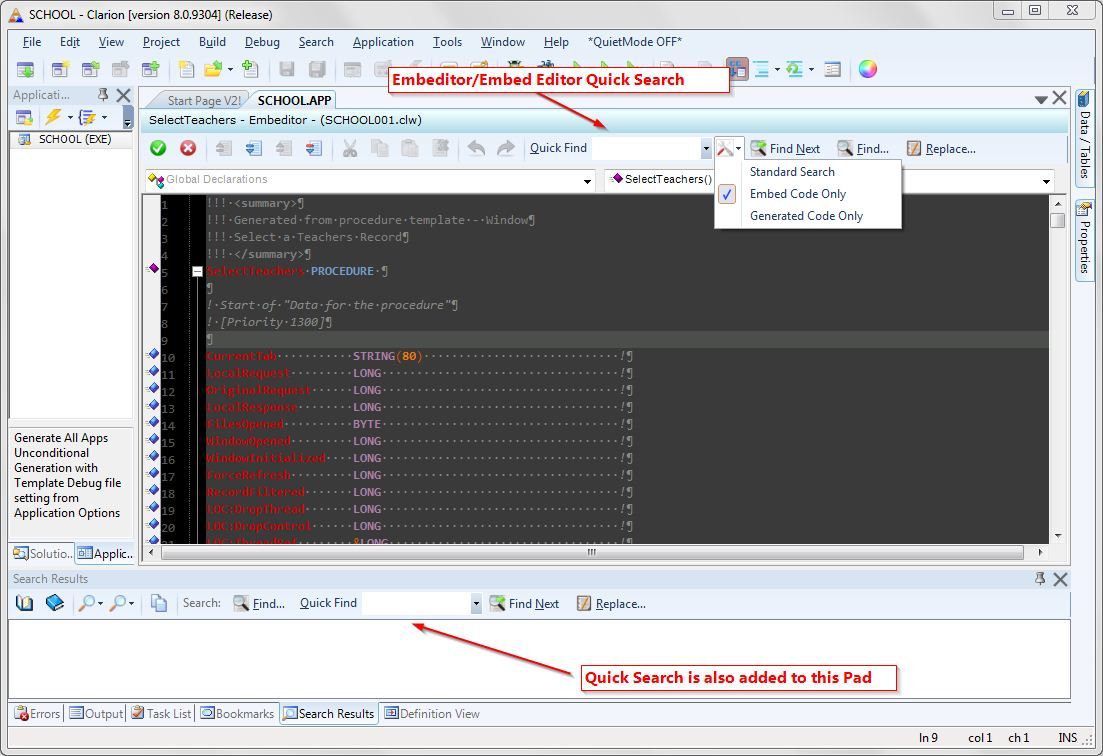 SCHOOL - Clarion [version 8.0.9304] (Release)
File Edit View Project Build Debug Search Application Tools Window Help *QuietMode OFF*
Embeditor/Embed Editor Quick Search
Applicati...
Start Page V2! SCHOOL.APP
SelectTeachers - Embeditor - (SCHOOL001.clw)
SCHOOL (EXE)
Quick Find Find Next Find... Replace...
Standard Search
Embed Code Only
Generated Code Only
Global Declarations SelectTeachers()
Data / Tables
Properties
1 !!!·<summary>¶
2 !!!·Generated·from·procedure·template·-·Window¶
3 !!!·Select·a·Teachers·Record¶
4 !!!·</summary>¶
5 SelectTeachers·PROCEDURE·¶
6 ¶
7 !·Start·of·"Data·for·the·procedure"¶
8 !·[Priority·1300]¶
9 ¶
10 CurrentTab···········STRING(80)····························!¶
11 LocalRequest·········LONG··································!¶
12 OriginalRequest······LONG··································!¶
13 LocalResponse········LONG··································!¶
14 FilesOpened··········BYTE··································!¶
15 WindowOpened·········LONG··································!¶
16 WindowInitialized····LONG··································!¶
17 ForceRefresh·········LONG··································!¶
18 RecordFiltered·······LONG··································!¶
19 LOC:DropThread·······LONG··································!¶
20 LOC:DropControl······LONG··································!¶
21 LOC:ThreadRef········&LONG·································!¶
Generate All Apps
Unconditional
Generation with
Template Debug file
setting from
Application Options
Solutio... Applic...
Search Results
Search: Find... Quick Find Find Next Replace...
Quick Search is also added to this Pad
Errors Output Task List Bookmarks Search Results Definition View
ln 9 col 1 ch 1 INS